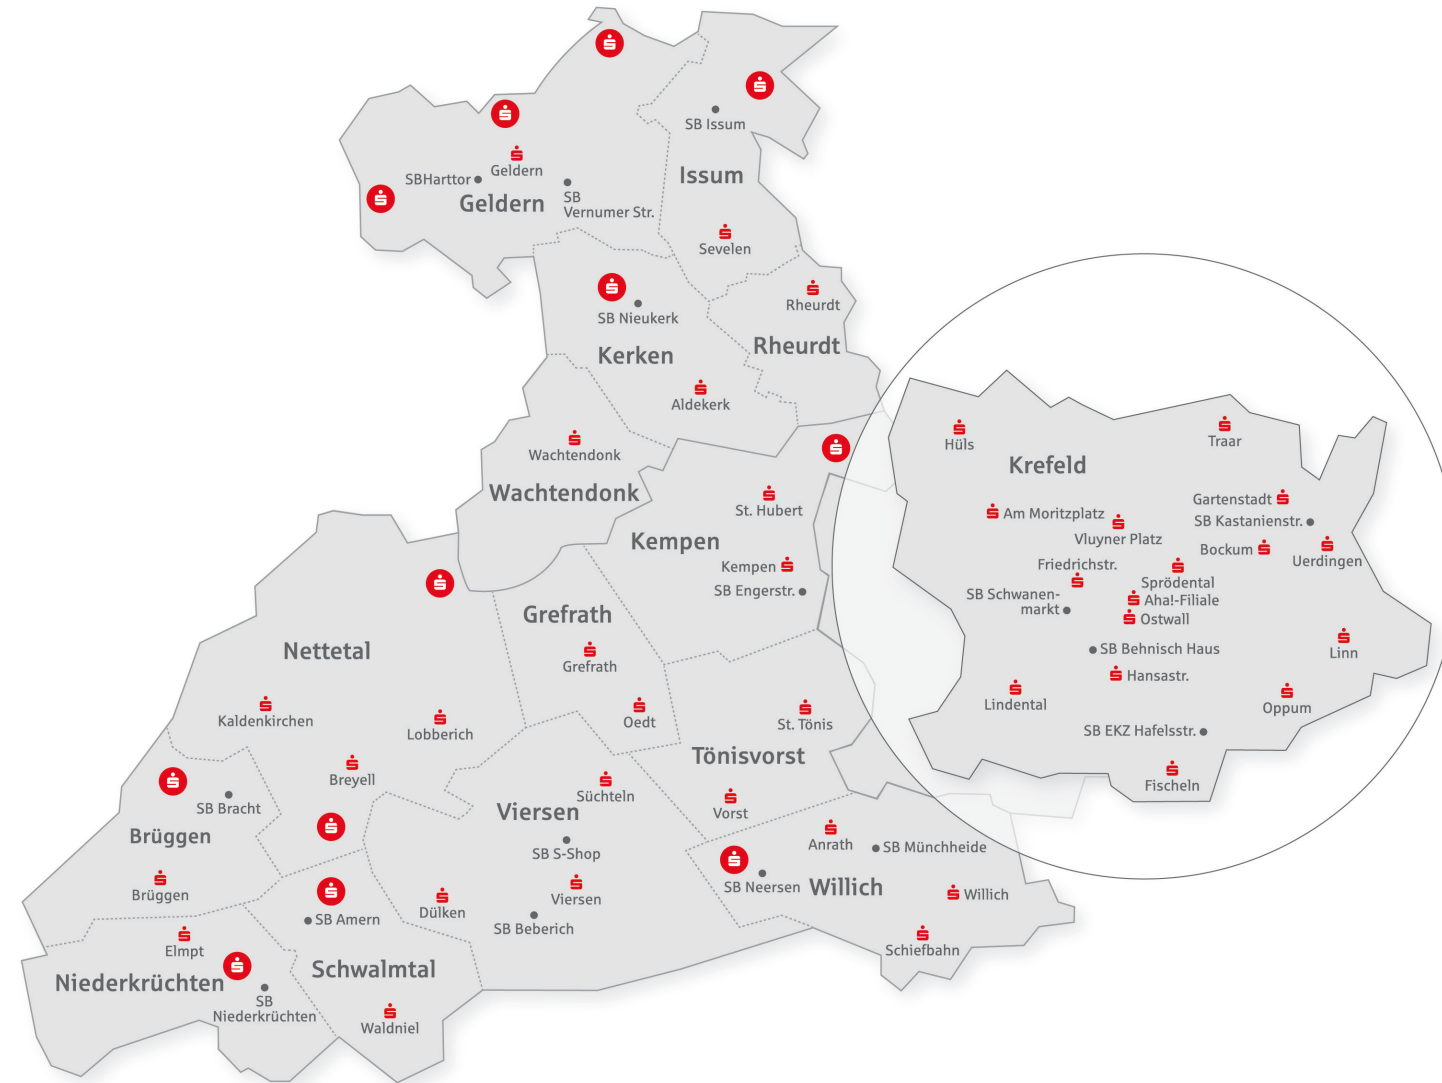 SB Issum
Geldern
SBHarttor
Geldern
SB
Vernumer Str.
Issum
Sevelen
Rheurdt
Rheurdt
SB Nieukerk
Kerken
Aldekerk
Wachtendonk
Wachtendonk
St. Hubert
Kempen
Kempen
SB Engerstr.
Grefrath
Grefrath
Oedt
Nettetal
Kaldenkirchen
Lobberich
Breyell
St. Tönis
Tönisvorst
Vorst
Süchteln
Viersen
SB S-Shop
Viersen
Dülken
SB Beberich
SB Bracht
Brüggen
Brüggen
SB Amern
Schwalmtal
Waldniel
Elmpt
Niederkrüchten
SB
Niederkrüchten
Anrath
SB Münchheide
SB Neersen
Willich
Willich
Schiefbahn
Hüls
Traar
Krefeld
Am Moritzplatz
Vluyner Platz
Gartenstadt
SB Kastanienstr.
Bockum
Uerdingen
Friedrichstr.
Sprödental
SB Schwanen-
markt
Aha!-Filiale
Ostwall
SB Behnisch Haus
Linn
Hansastr.
Lindental
Oppum
SB EKZ Hafelsstr.
Fischeln